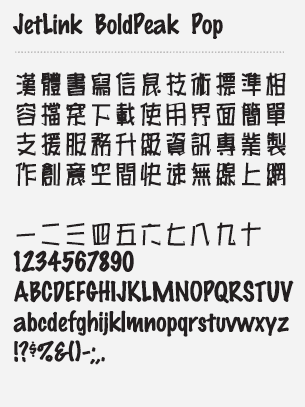 JetLink BoldPeak Pop
漢體書寫信息技術標準相
容檔案下載使用界面簡單
支援服務升級資訊專業製
作創意空間快速無線上網
一二三四五六七八九十
1234567890
ABCDEFGHIJKLMNOPQRSTUV
abcdefghijklmnopqrstuvwxyz
!?$%&()-;,.